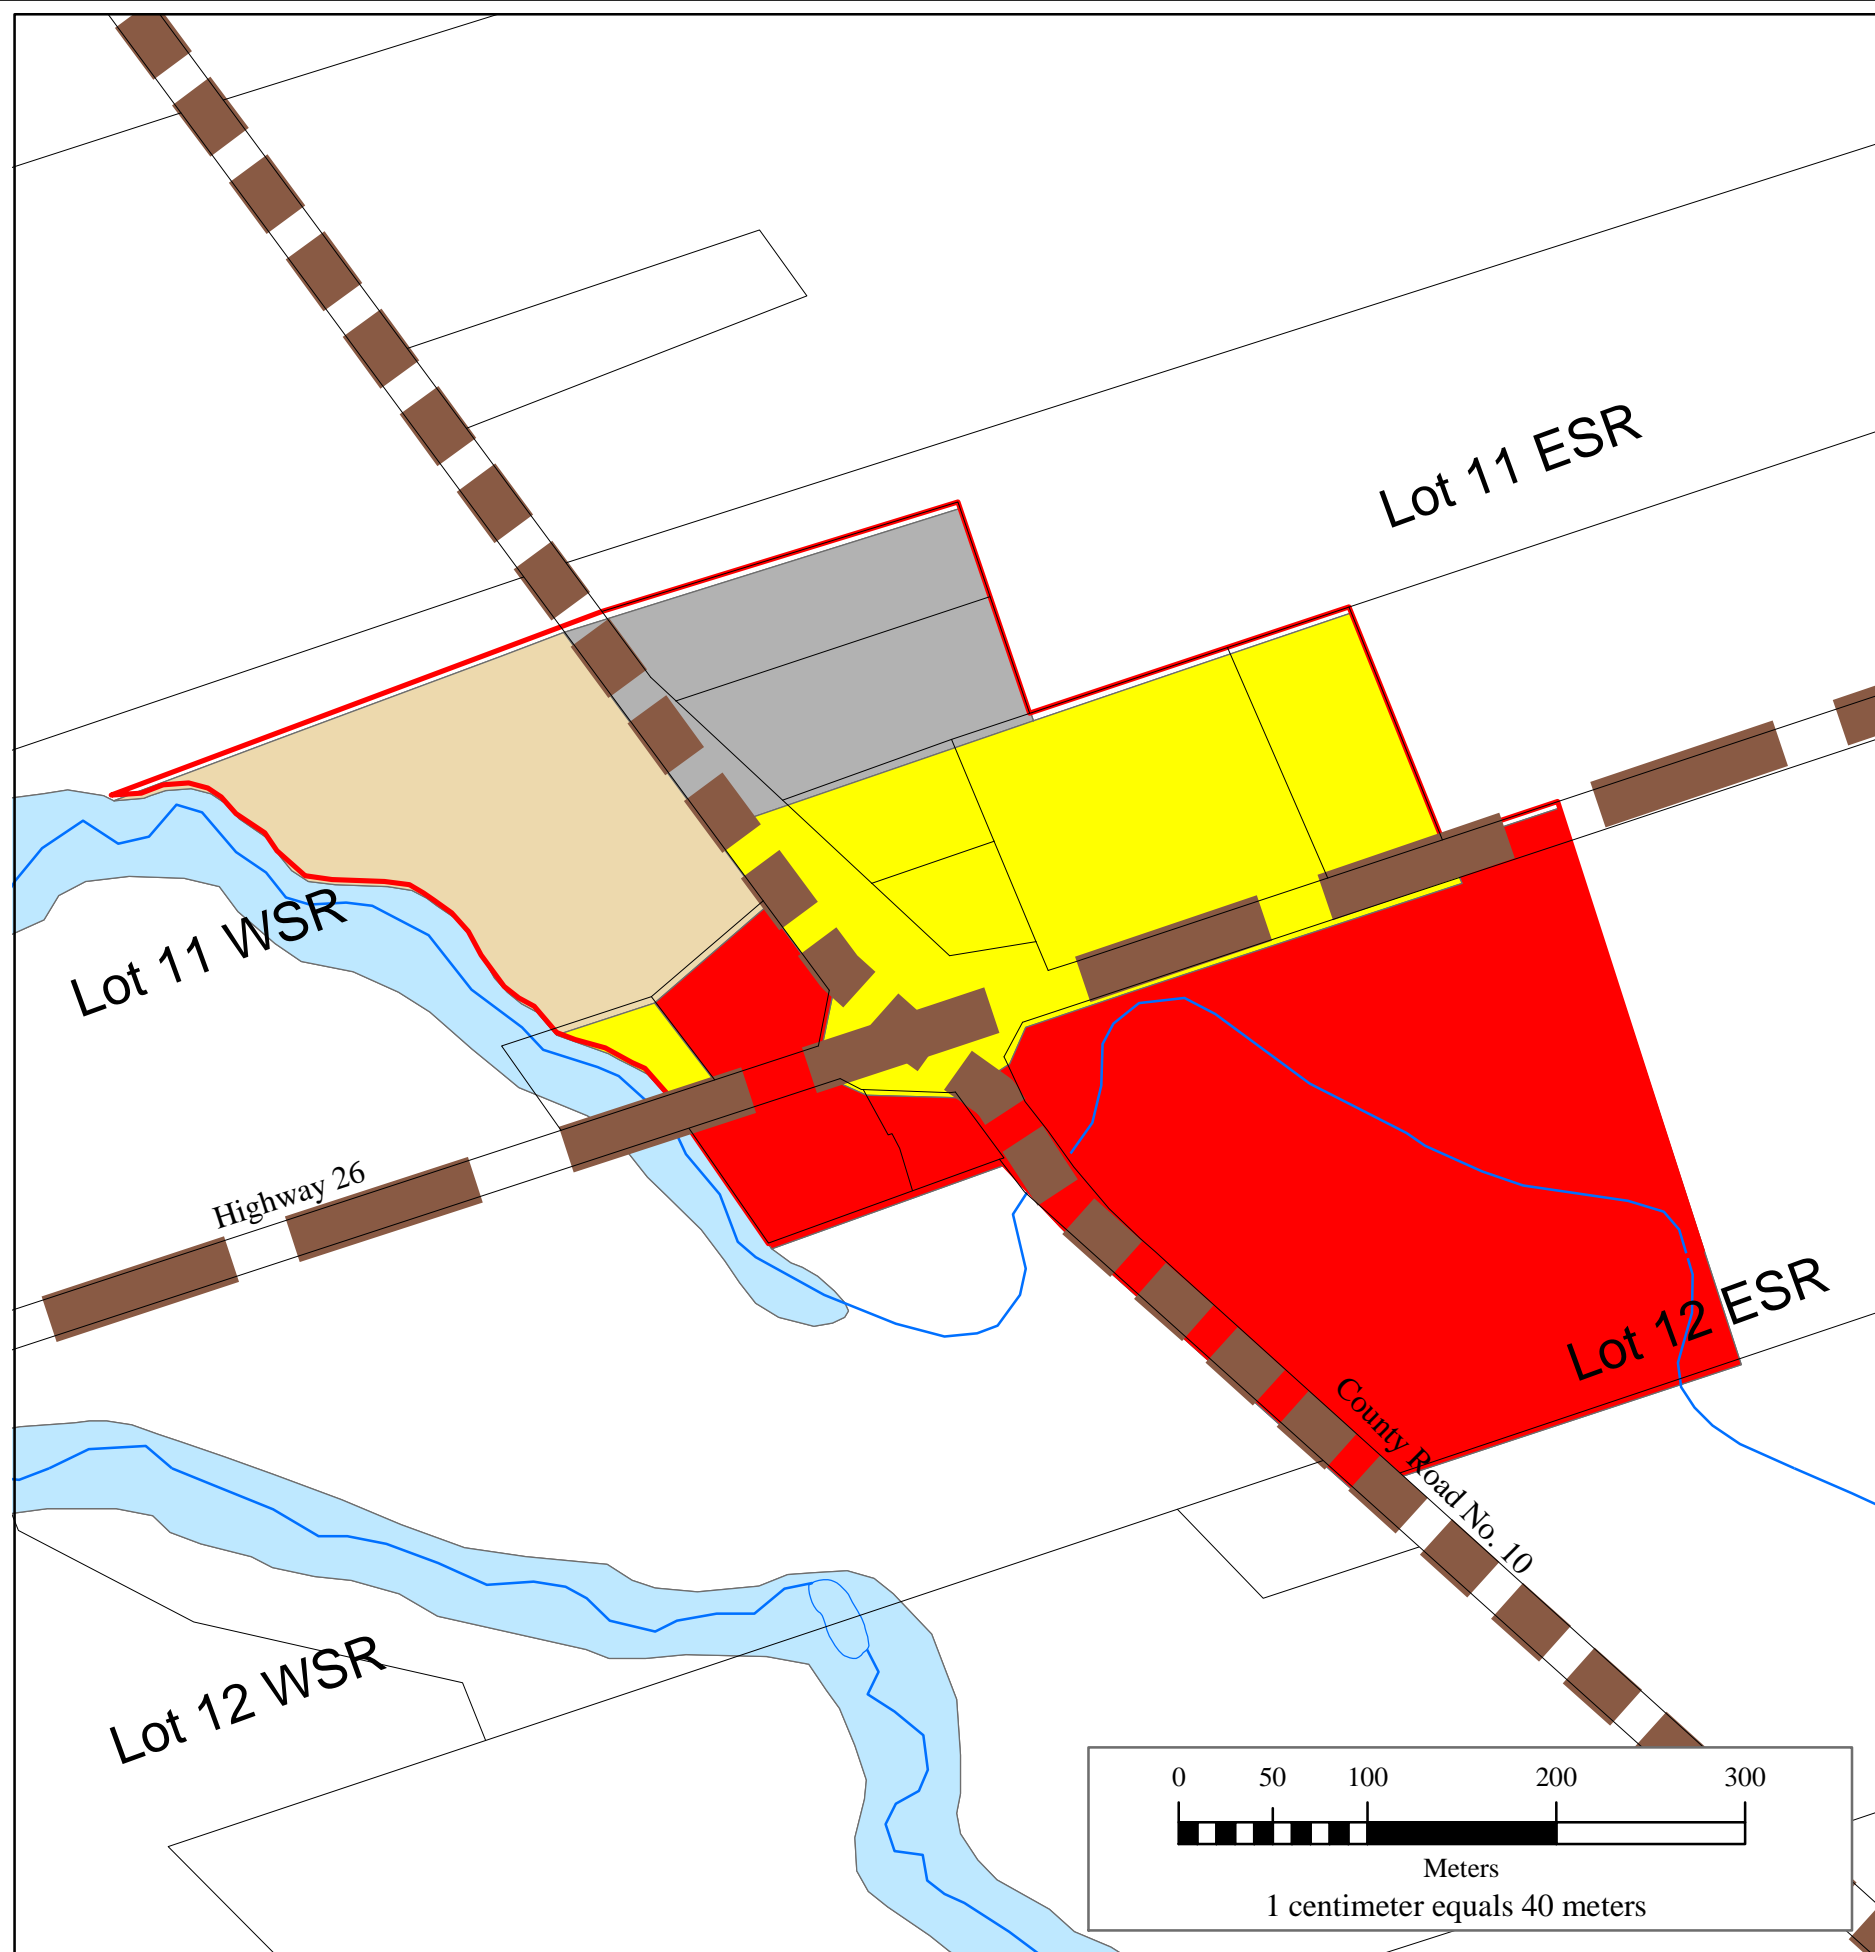 Lot 11 ESR
Lot 11 WSR
Highway 26
Lot 12 ESR
County Road No. 10
Lot 12 WSR
0 50 100 200 300
Meters
1 centimeter equals 40 meters